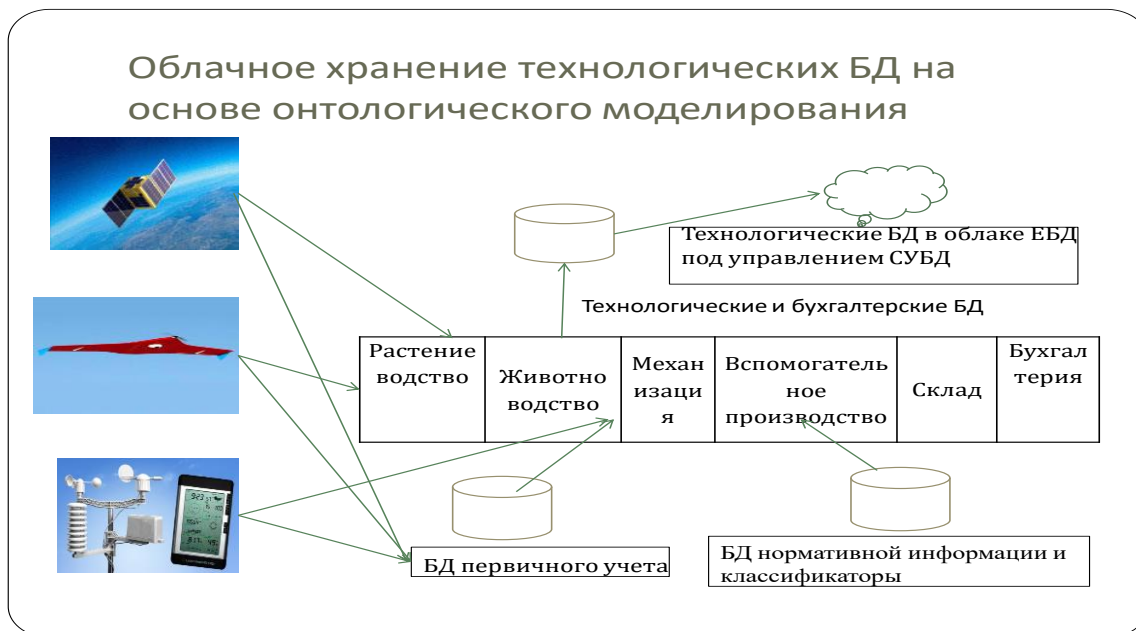 Облачное хранение технологических БД на
основе онтологического моделирования
Технологические БД в облаке ЕБД
под управлением СУБД
Технологические и бухгалтерские БД
Растение
водство
Животно
водство
Механ
изаци
я
Вспомогатель
ное
производство
Склад
Бухгал
терия
БД первичного учета
БД нормативной информации и
классификаторы